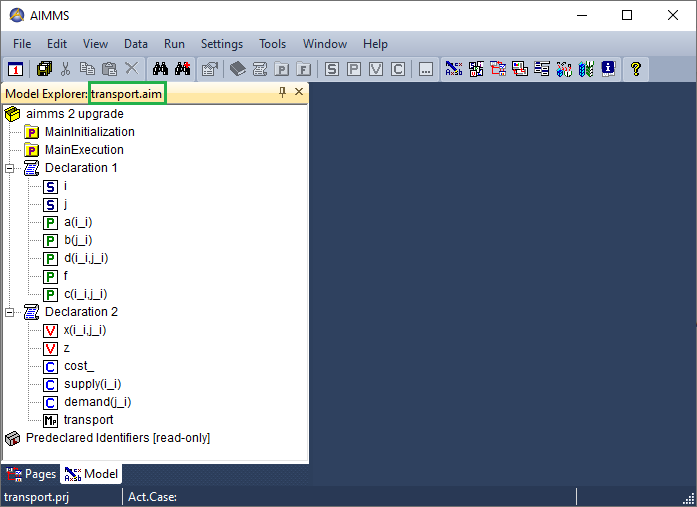 AIMMS
File Edit View Data Run Settings Tools Window Help
1 P F S P V C ... ?
Model Explorer: transport.aim
aimms 2 upgrade
P MainInitialization
P MainExecution
Declaration 1
S i
S j
P a(i_i)
P b(j_i)
P d(i_i,j_i)
P f
P c(i_i,j_i)
Declaration 2
V x(i_i,j_i)
V z
C cost_
C supply(i_i)
C demand(j_i)
MP transport
Predeclared Identifiers [read-only]
Pages Model
transport.prj Act.Case: